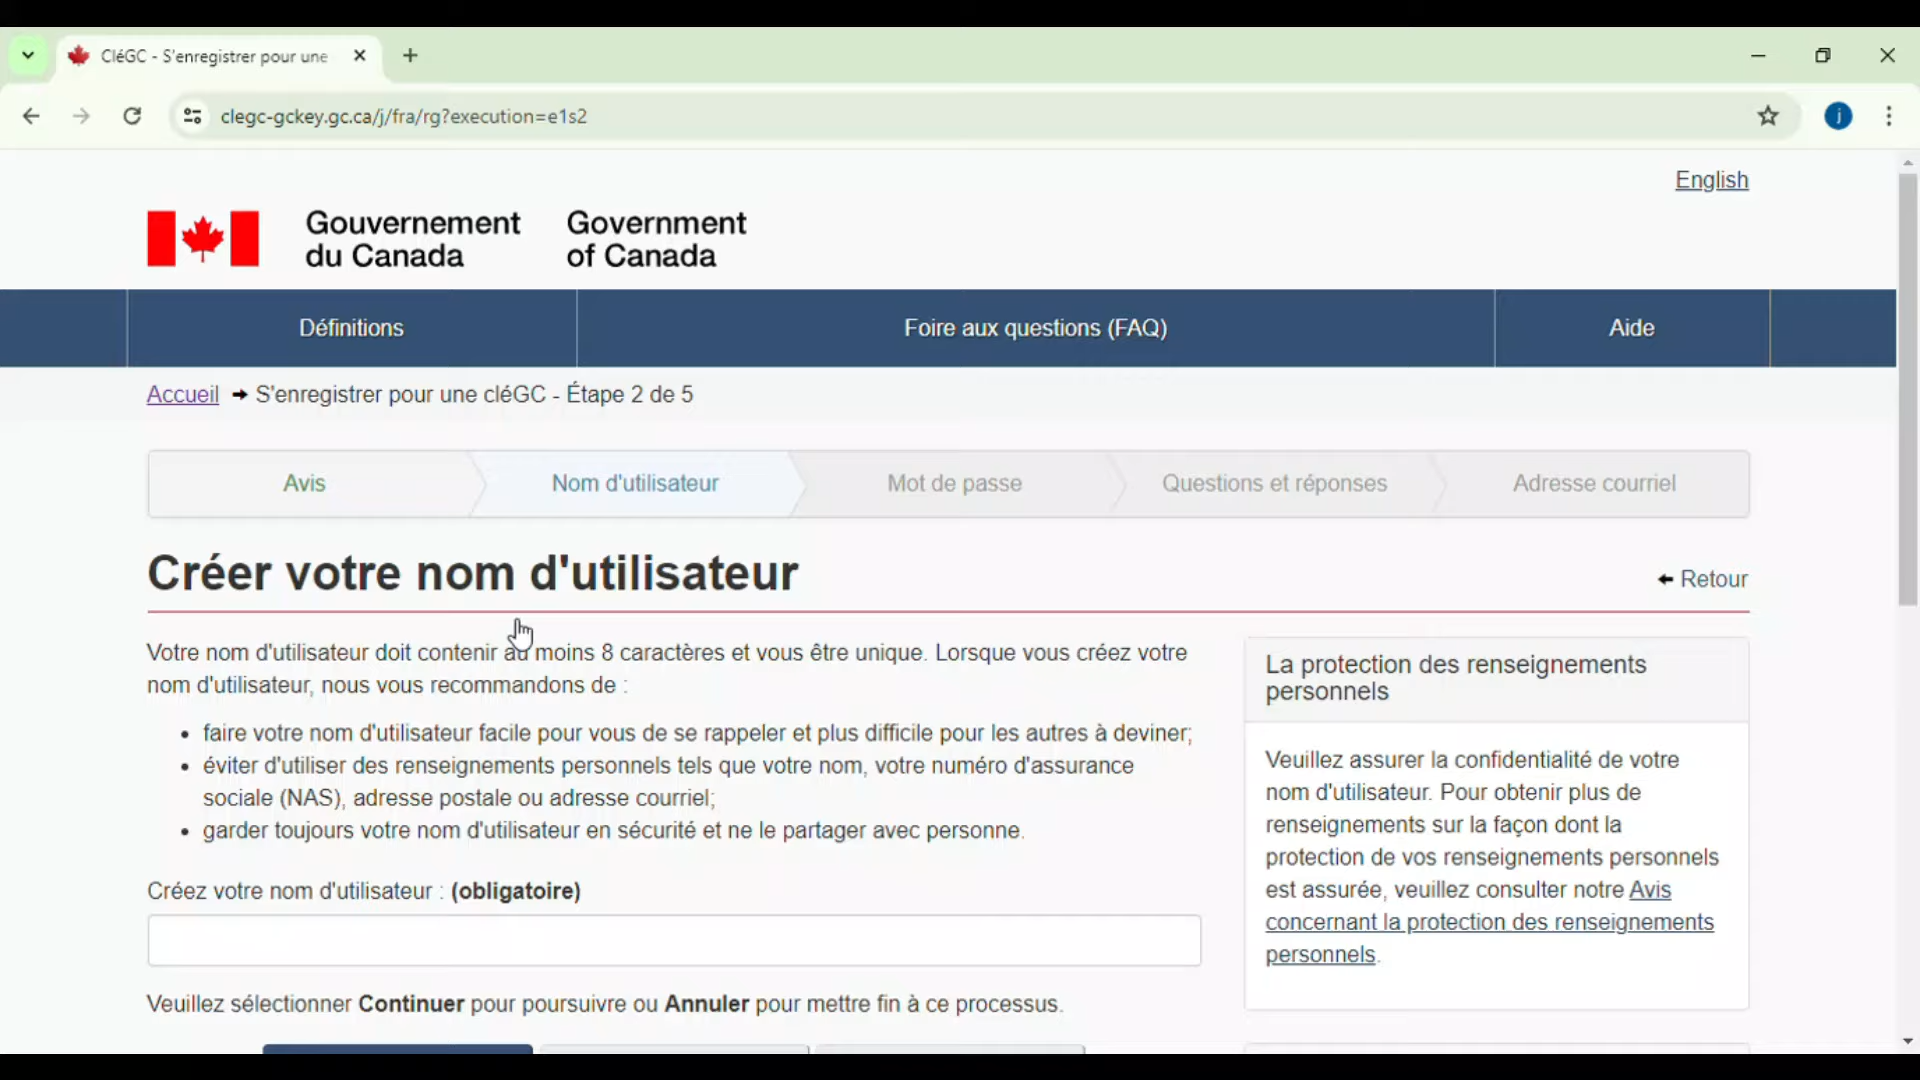 CléGC - S'enregistrer pour une
clegc-gckey.gc.ca/j/fra/rg?execution=e1s2
j
English
Gouvernement
du Canada
Government
of Canada
Définitions
Foire aux questions (FAQ)
Aide
Accueil ➞ S'enregistrer pour une cléGC - Étape 2 de 5
Avis
Nom d'utilisateur
Mot de passe
Questions et réponses
Adresse courriel
Créer votre nom d'utilisateur
Retour
Votre nom d'utilisateur doit contenir au moins 8 caractères et vous être unique. Lorsque vous créez votre
nom d'utilisateur, nous vous recommandons de :
• faire votre nom d'utilisateur facile pour vous de se rappeler et plus difficile pour les autres à deviner;
• éviter d'utiliser des renseignements personnels tels que votre nom, votre numéro d'assurance
sociale (NAS), adresse postale ou adresse courriel;
• garder toujours votre nom d'utilisateur en sécurité et ne le partager avec personne.
Créez votre nom d'utilisateur : (obligatoire)
Veuillez sélectionner Continuer pour poursuivre ou Annuler pour mettre fin à ce processus.
La protection des renseignements
personnels
Veuillez assurer la confidentialité de votre
nom d'utilisateur. Pour obtenir plus de
renseignements sur la façon dont la
protection de vos renseignements personnels
est assurée, veuillez consulter notre Avis
concernant la protection des renseignements
personnels.